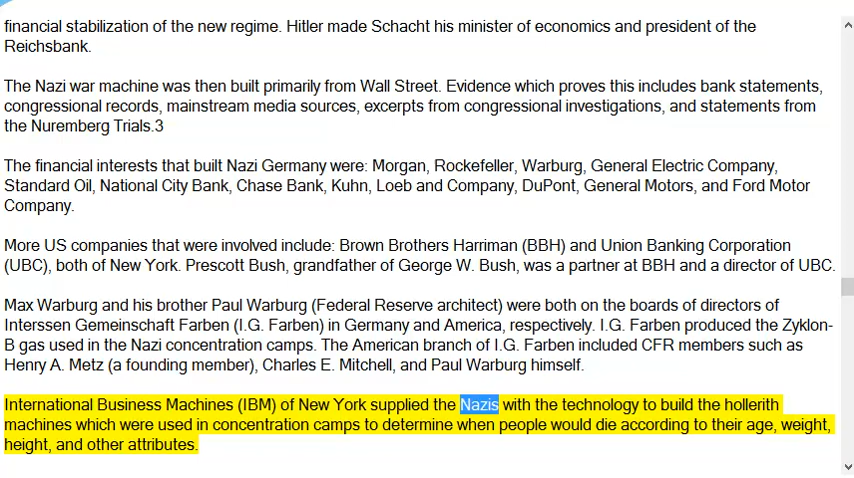 financial stabilization of the new regime. Hitler made Schacht his minister of economics and president of the
Reichsbank.
The Nazi war machine was then built primarily from Wall Street. Evidence which proves this includes bank statements,
congressional records, mainstream media sources, excerpts from congressional investigations, and statements from
the Nuremberg Trials.3
The financial interests that built Nazi Germany were: Morgan, Rockefeller, Warburg, General Electric Company,
Standard Oil, National City Bank, Chase Bank, Kuhn, Loeb and Company, DuPont, General Motors, and Ford Motor
Company.
More US companies that were involved include: Brown Brothers Harriman (BBH) and Union Banking Corporation
(UBC), both of New York. Prescott Bush, grandfather of George W. Bush, was a partner at BBH and a director of UBC.
Max Warburg and his brother Paul Warburg (Federal Reserve architect) were both on the boards of directors of
Interssen Gemeinschaft Farben (I.G. Farben) in Germany and America, respectively. I.G. Farben produced the Zyklon-
B gas used in the Nazi concentration camps. The American branch of I.G. Farben included CFR members such as
Henry A. Metz (a founding member), Charles E. Mitchell, and Paul Warburg himself.
International Business Machines (IBM) of New York supplied the Nazis with the technology to build the hollerith
machines which were used in concentration camps to determine when people would die according to their age, weight,
height, and other attributes.